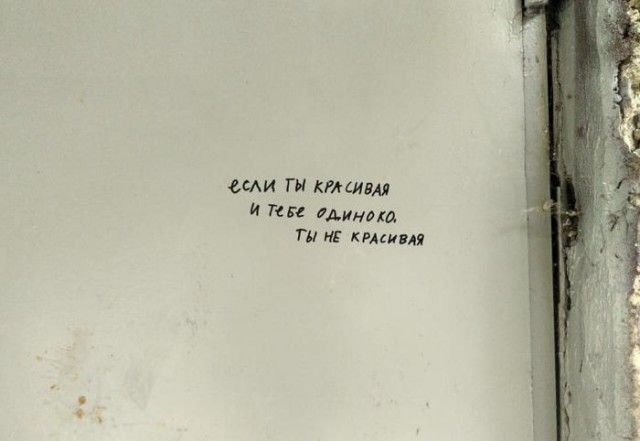 если ты красивая
и тебе одиноко.
ты не красивая